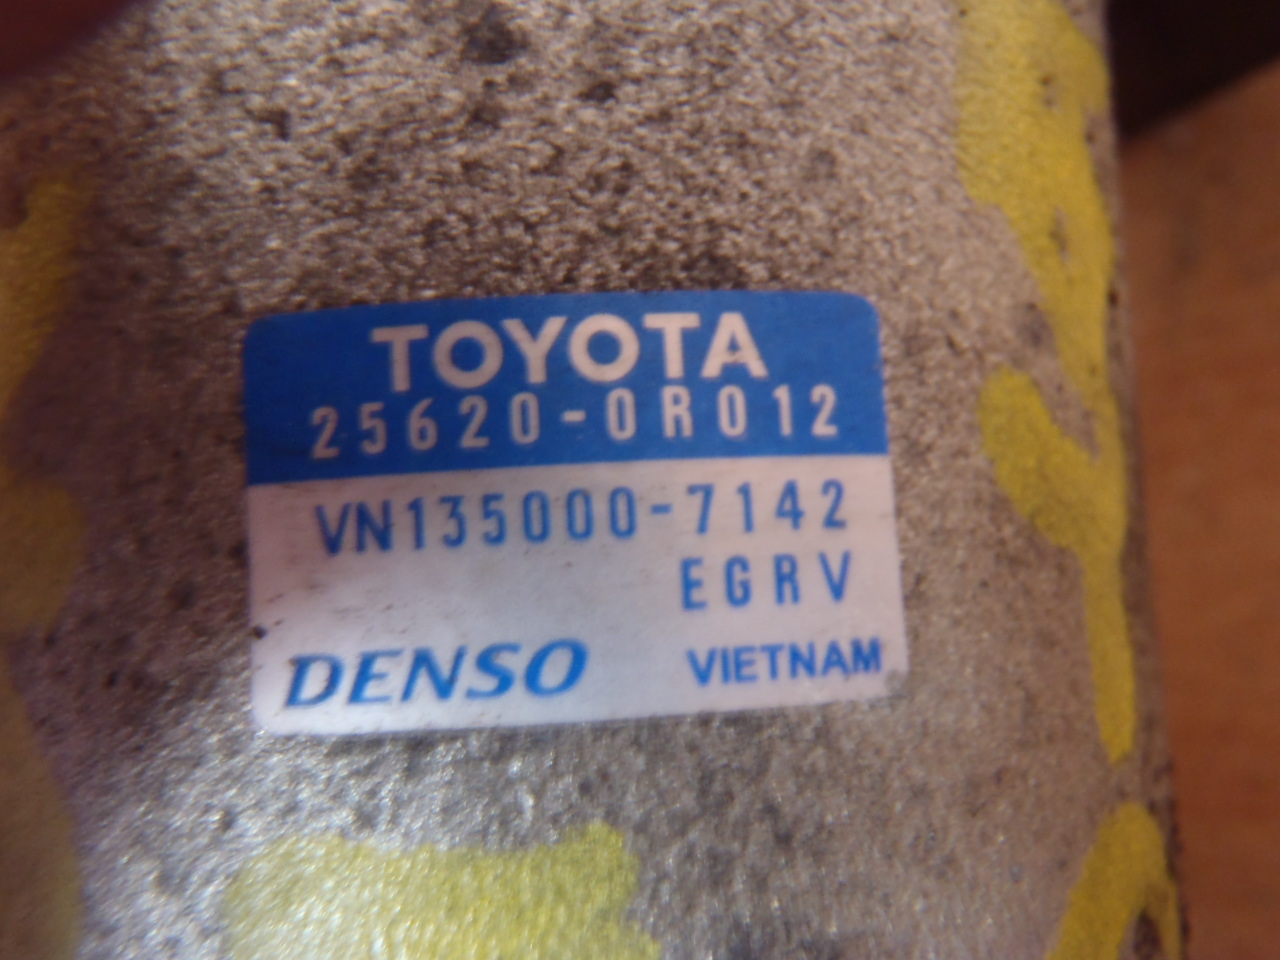 TOYOTA
25620-0R012
VN135000-7142
EGRV
DENSO VIETNAM